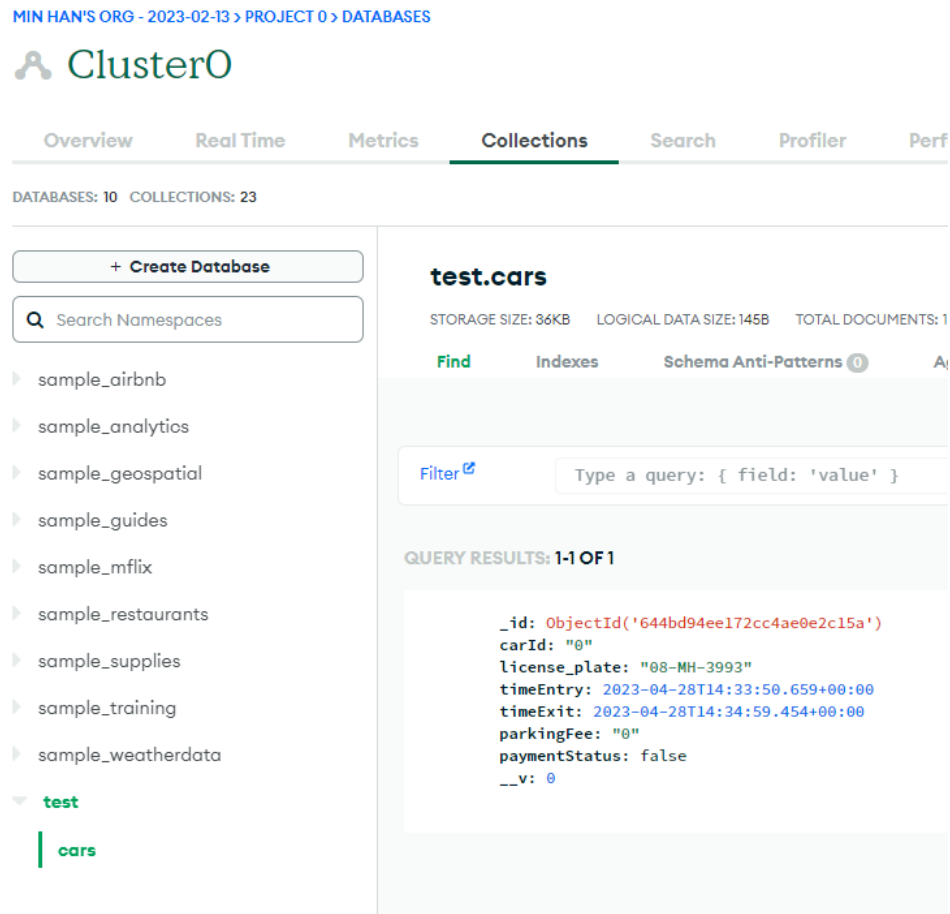 MIN HAN'S ORG - 2023-02-13 > PROJECT 0 > DATABASES
Cluster0
Overview Real Time Metrics Collections Search Profiler Perf
DATABASES: 10 COLLECTIONS: 23
+ Create Database
Search Namespaces
sample_airbnb
sample_analytics
sample_geospatial
sample_guides
sample_mflix
sample_restaurants
sample_supplies
sample_training
sample_weatherdata
test
cars
test.cars
STORAGE SIZE: 36KB LOGICAL DATA SIZE: 145B TOTAL DOCUMENTS: 1
Find Indexes Schema Anti-Patterns 0 Ag
Filter Type a query: { field: 'value' }
QUERY RESULTS: 1-1 OF 1
_id: ObjectId('644bd94ee172cc4ae0e2c15a')
carId: "0"
license_plate: "08-MH-3993"
timeEntry: 2023-04-28T14:33:50.659+00:00
timeExit: 2023-04-28T14:34:59.454+00:00
parkingFee: "0"
paymentStatus: false
__v: 0